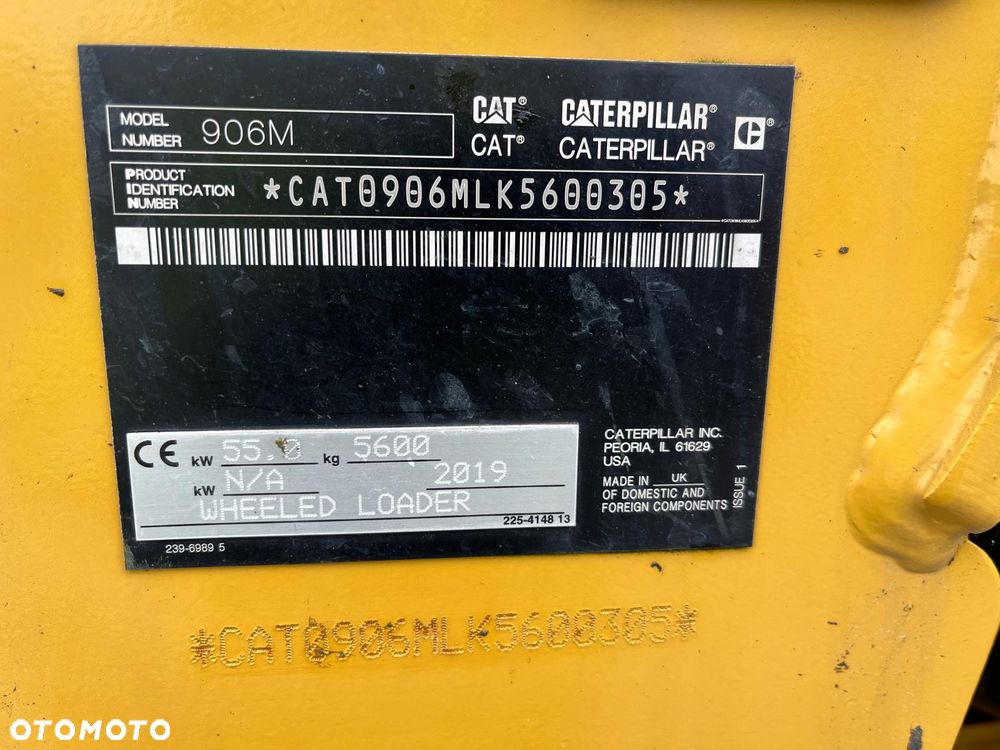 MODEL
NUMBER 906M
CAT® CATERPILLAR®
CAT® CATERPILLAR®
PRODUCT
IDENTIFICATION
NUMBER
*CAT0906MLK5600305*
CE kW 55.0 kg 5600
kW N/A 2019
WHEELED LOADER
225-4148 13
239-6989 5
CATERPILLAR INC.
PEORIA, IL 61629
USA
MADE IN UK
OF DOMESTIC AND
FOREIGN COMPONENTS
ISSUE 1
*CAT0906MLK5600305*
OTOMOTO